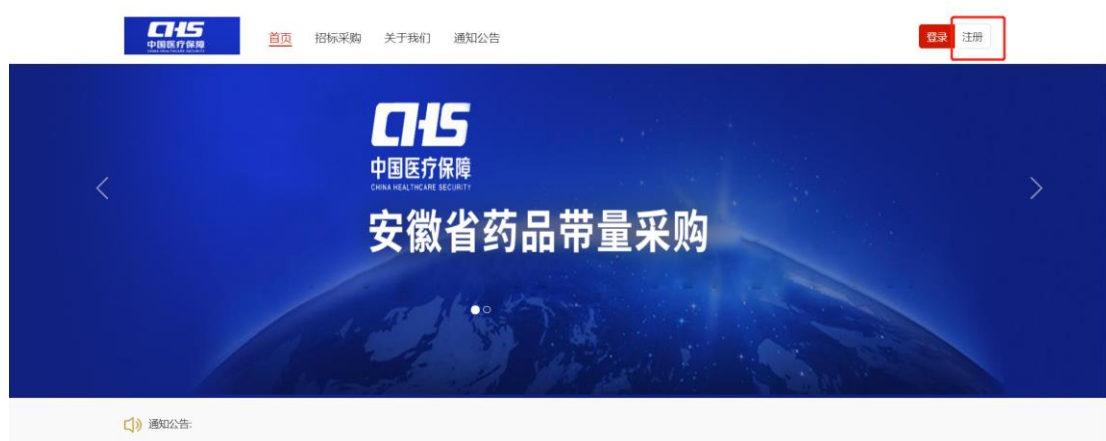 CHS
中国医疗保障
CHINA HEALTHCARE SECURITY
首页 招标采购 关于我们 通知公告
登录 注册
CHS
中国医疗保障
CHINA HEALTHCARE SECURITY
安徽省药品带量采购
通知公告: